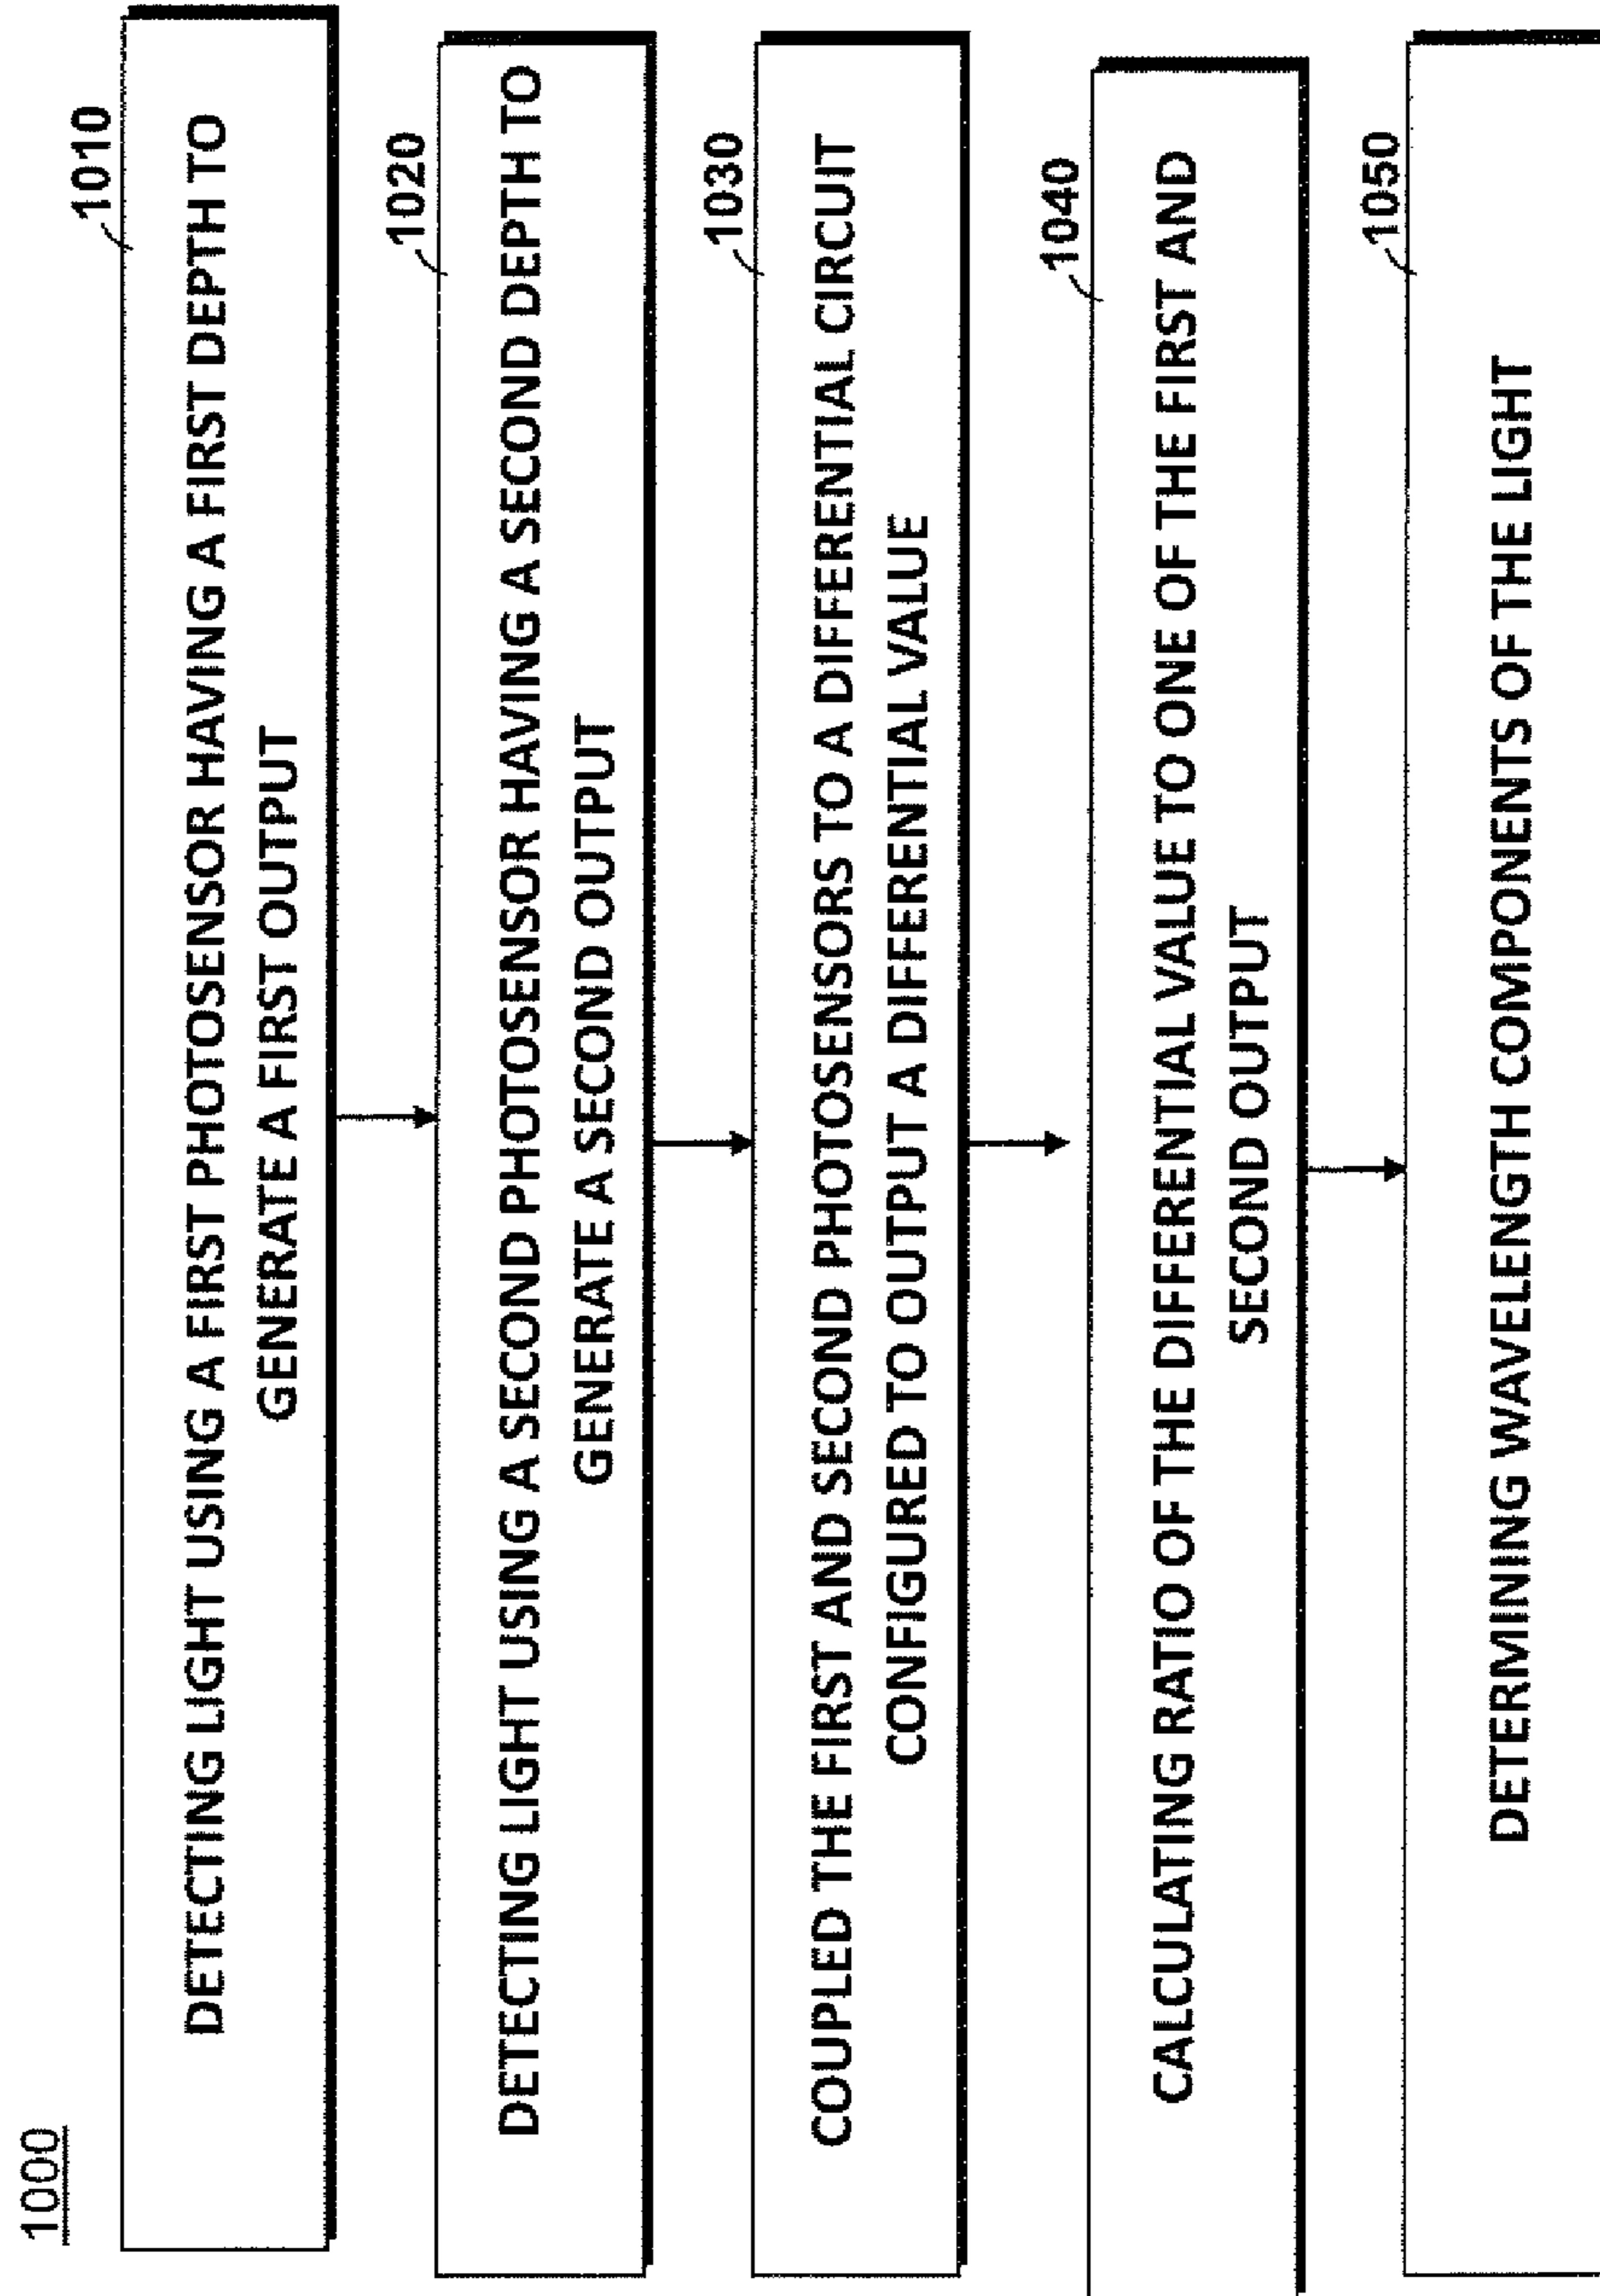 1000
1010
DETECTING LIGHT USING A FIRST PHOTOSENSOR HAVING A FIRST DEPTH TO
GENERATE A FIRST OUTPUT
1020
DETECTING LIGHT USING A SECOND PHOTOSENSOR HAVING A SECOND DEPTH TO
GENERATE A SECOND OUTPUT
1030
COUPLED THE FIRST AND SECOND PHOTOSENSORS TO A DIFFERENTIAL CIRCUIT
CONFIGURED TO OUTPUT A DIFFERENTIAL VALUE
1040
CALCULATING RATIO OF THE DIFFERENTIAL VALUE TO ONE OF THE FIRST AND
SECOND OUTPUT
1050
DETERMINING WAVELENGTH COMPONENTS OF THE LIGHT